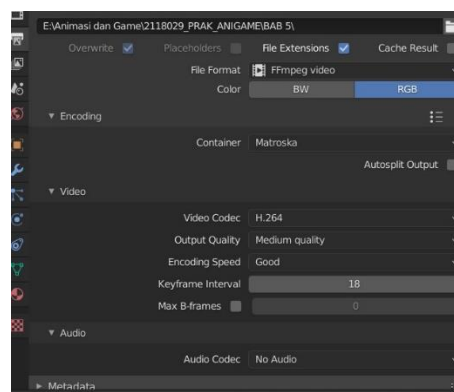 E:\Animasi dan Game\2118029_PRAK_ANIGAME\BAB 5\
Overwrite Placeholders File Extensions Cache Result
File Format FFmpeg video
Color BW RGB
Encoding
Container Matroska
Autosplit Output
Video
Video Codec H.264
Output Quality Medium quality
Encoding Speed Good
Keyframe Interval 18
Max B-frames 0
Audio
Audio Codec No Audio
Metadata